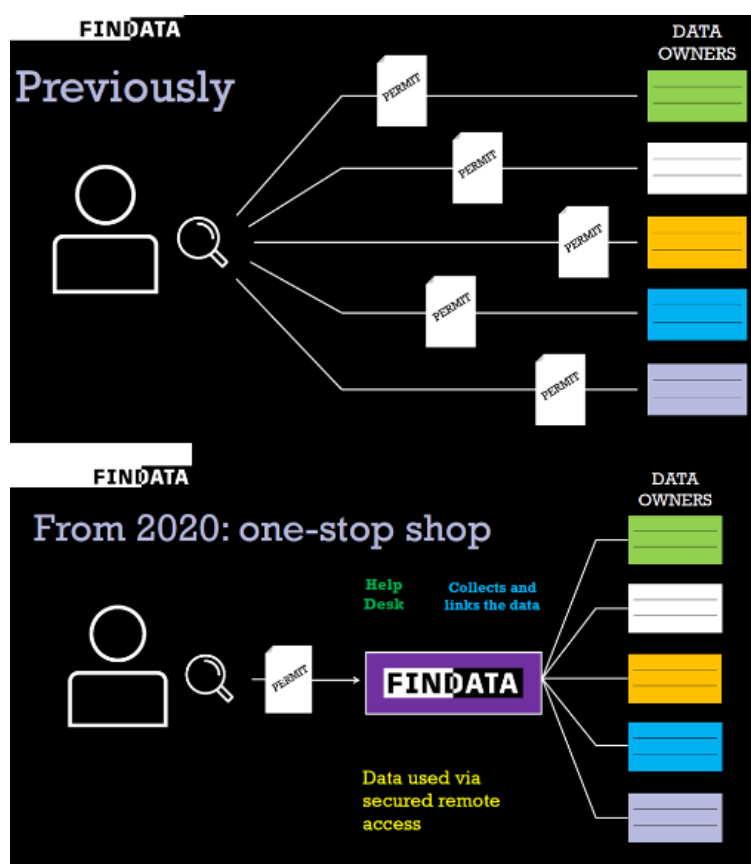 FINDATA
DATA
OWNERS
Previously
PERMIT
PERMIT
PERMIT
PERMIT
PERMIT
FINDATA
DATA
OWNERS
From 2020: one-stop shop
Help
Desk
Collects and
links the data
PERMIT
FINDATA
Data used via
secured remote
access